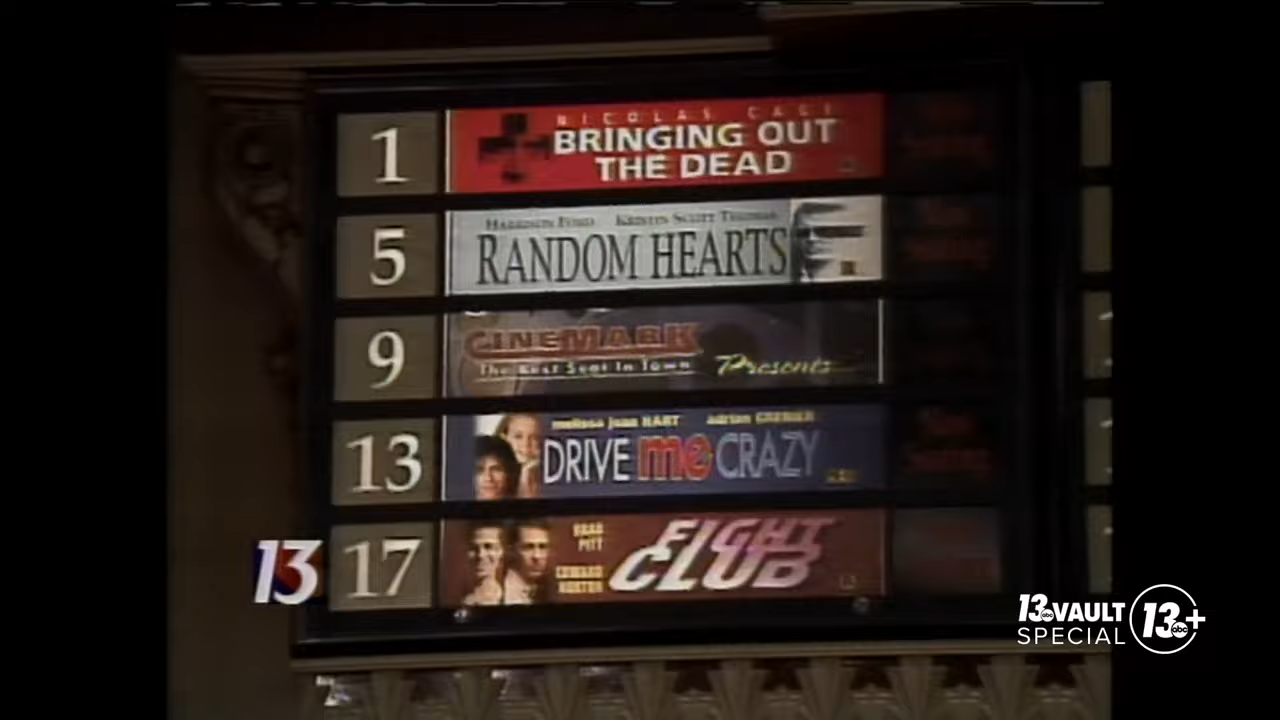 1
NICOLAS CAGE
BRINGING OUT
THE DEAD
5
HARRISON FORD KRISTIN SCOTT THOMAS
RANDOM HEARTS
9
CINEMARK
The Best Seat In Town
Presents
13
melissa joan HART adrian GRENIER
DRIVE me CRAZY
17
BRAD
PITT
EDWARD
NORTON
FIGHT
CLUB
13
13 abc VAULT
SPECIAL
13+
abc